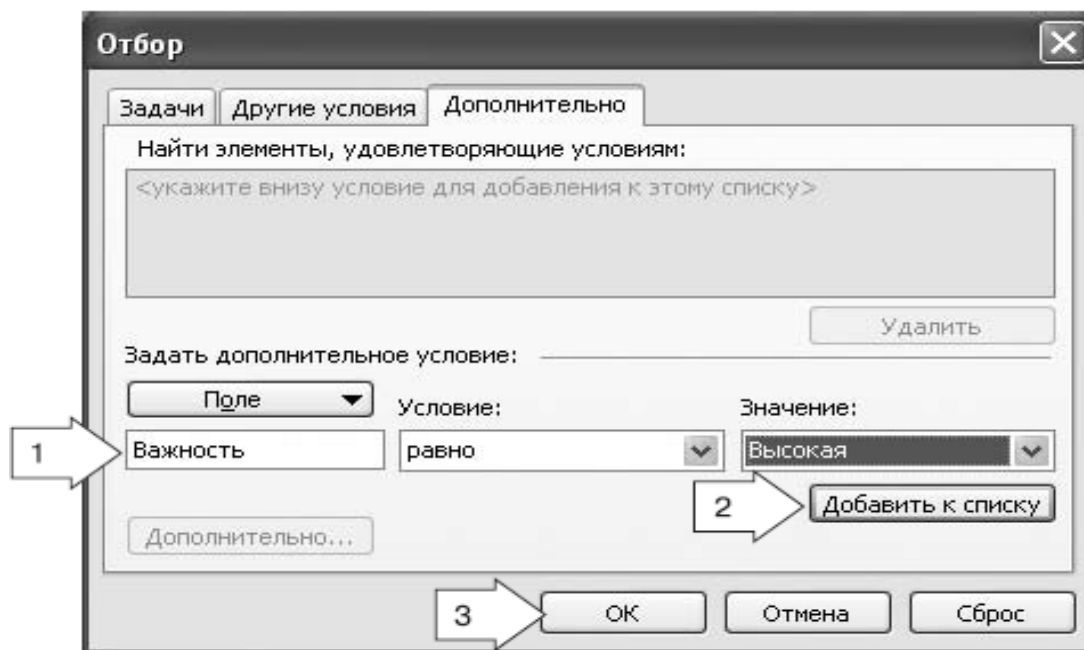 Отбор
Задачи Другие условия Дополнительно
Найти элементы, удовлетворяющие условиям:
<укажите внизу условие для добавления к этому списку>
Удалить
Задать дополнительное условие:
Поле Условие: Значение:
1 Важность равно Высокая
2 Добавить к списку
Дополнительно...
3 OK Отмена Сброс